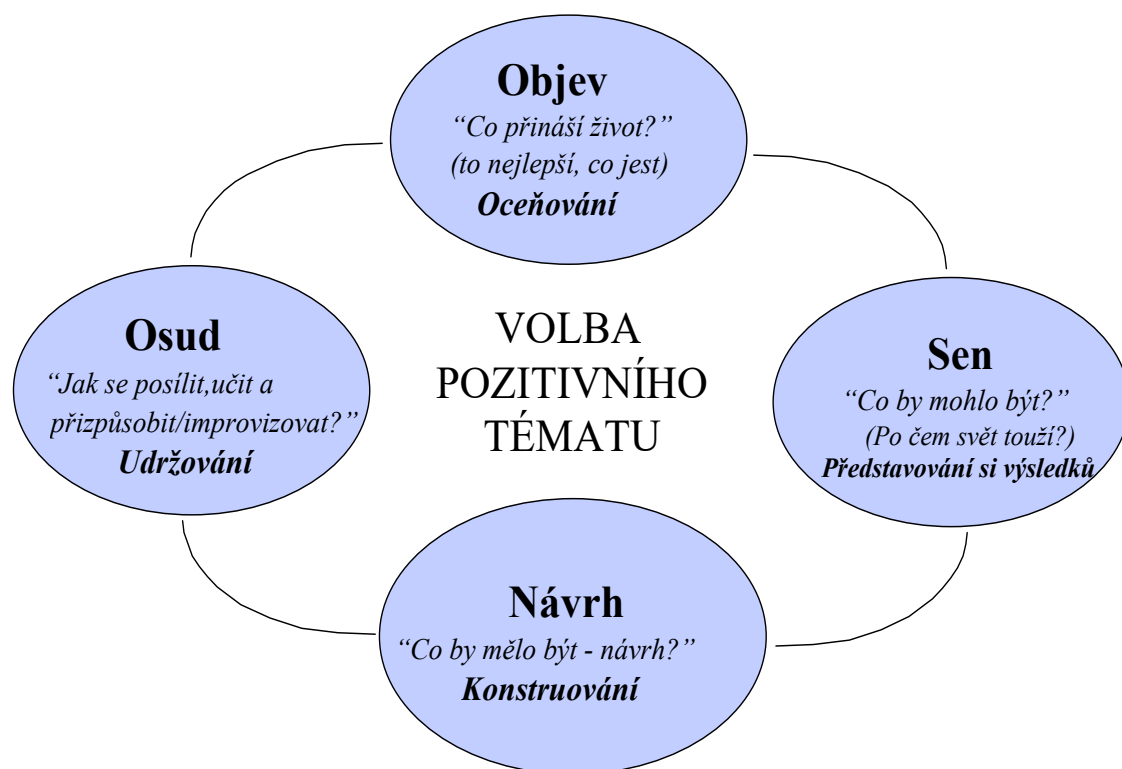 Objev
“Co přináší život?”
(to nejlepší, co jest)
Oceňování
Osud
“Jak se posílit,učit a
přizpůsobit/improvizovat?”
Udržování
VOLBA
POZITIVNÍHO
TÉMATU
Sen
“Co by mohlo být?”
(Po čem svět touží?)
Představování si výsledků
Návrh
“Co by mělo být - návrh?”
Konstruování